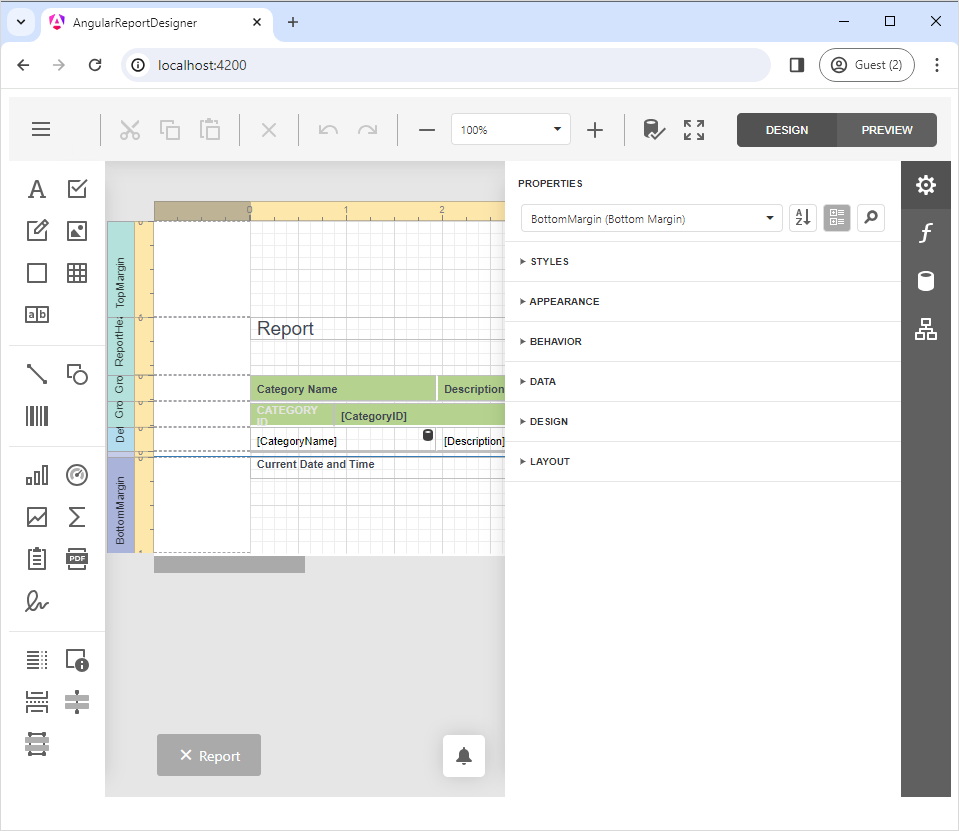 AngularReportDesigner
localhost:4200
Guest (2)
100%
DESIGN
PREVIEW
PROPERTIES
BottomMargin (Bottom Margin)
A
Z
STYLES
APPEARANCE
BEHAVIOR
DATA
DESIGN
LAYOUT
A
a b
PDF
f
0 1 2
TopMargin
ReportHe
Gro
Gro
Det
BottomMargin
Report
Category Name Description
CATEGORY
ID
[CategoryID]
[CategoryName] [Description]
Current Date and Time
Report